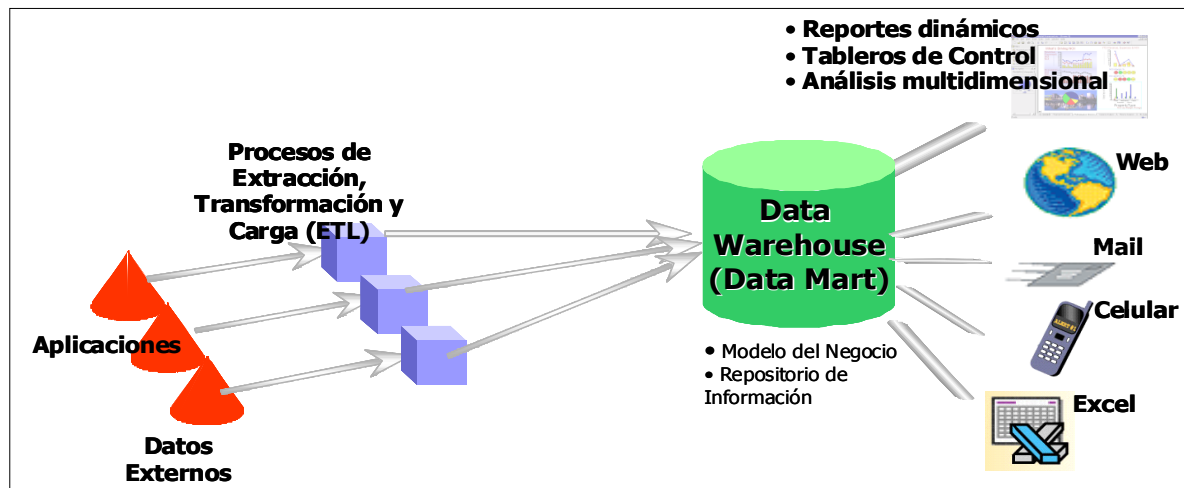 • Reportes dinámicos
• Tableros de Control
• Análisis multidimensional
Procesos de
Extracción,
Transformación y
Carga (ETL)
Aplicaciones
Datos
Externos
Data
Warehouse
(Data Mart)
• Modelo del Negocio
• Repositorio de
Información
Web
Mail
Celular
Excel